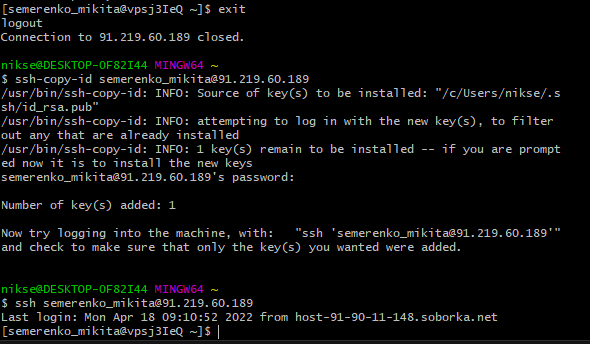 [semerenko_mikita@vpsj3IeQ ~]$ exit
logout
Connection to 91.219.60.189 closed.
nikse@DESKTOP-0F82I44 MINGW64 ~
$ ssh-copy-id semerenko_mikita@91.219.60.189
/usr/bin/ssh-copy-id: INFO: Source of key(s) to be installed: "/c/Users/nikse/.s
sh/id_rsa.pub"
/usr/bin/ssh-copy-id: INFO: attempting to log in with the new key(s), to filter
out any that are already installed
/usr/bin/ssh-copy-id: INFO: 1 key(s) remain to be installed -- if you are prompt
ed now it is to install the new keys
semerenko_mikita@91.219.60.189's password:
Number of key(s) added: 1
Now try logging into the machine, with:   "ssh 'semerenko_mikita@91.219.60.189'"
and check to make sure that only the key(s) you wanted were added.
nikse@DESKTOP-0F82I44 MINGW64 ~
$ ssh semerenko_mikita@91.219.60.189
Last login: Mon Apr 18 09:10:52 2022 from host-91-90-11-148.soborka.net
[semerenko_mikita@vpsj3IeQ ~]$